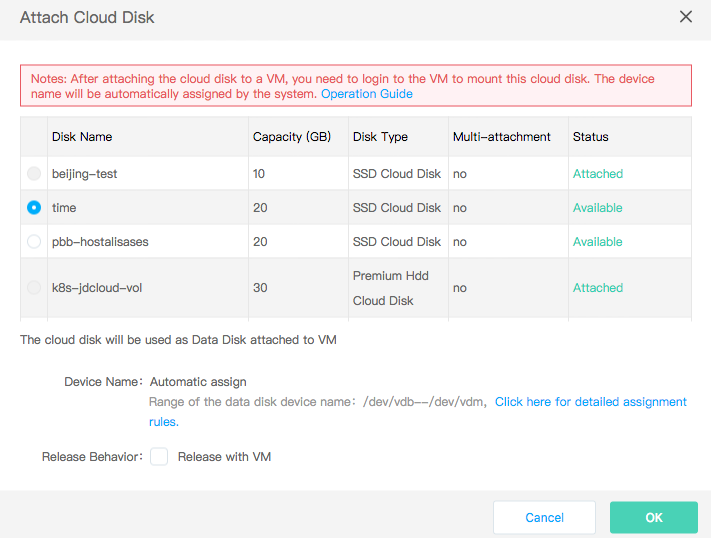 Attach Cloud Disk
Notes: After attaching the cloud disk to a VM, you need to login to the VM to mount this cloud disk. The device
name will be automatically assigned by the system. Operation Guide
Disk Name Capacity (GB) Disk Type Multi-attachment Status
beijing-test 10 SSD Cloud Disk no Attached
time 20 SSD Cloud Disk no Available
pbb-hostalisases 20 SSD Cloud Disk no Available
k8s-jdcloud-vol 30 Premium Hdd Cloud Disk no Attached
The cloud disk will be used as Data Disk attached to VM
Device Name: Automatic assign
Range of the data disk device name: /dev/vdb--/dev/vdm, Click here for detailed assignment
rules.
Release Behavior: Release with VM
Cancel OK